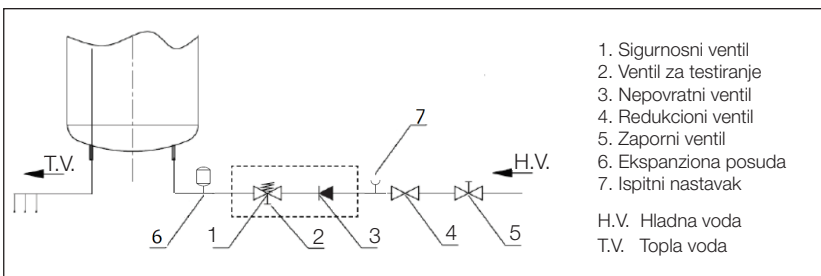 1. Sigurnosni ventil
2. Ventil za testiranje
3. Nepovratni ventil
4. Redukcioni ventil
5. Zaporni ventil
6. Ekspanziona posuda
7. Ispitni nastavak
H.V. Hladna voda
T.V. Topla voda
7
T.V.
H.V.
6
1
2
3
4
5